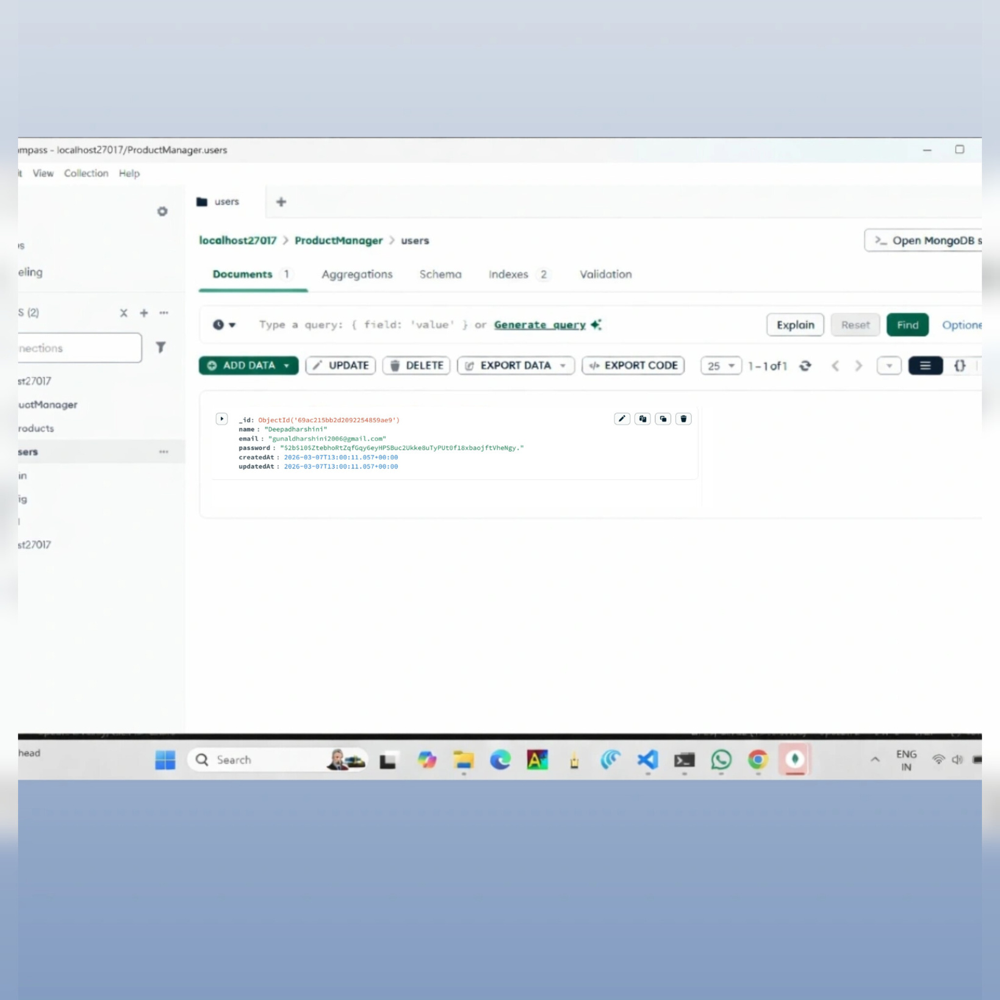 mpass - localhost27017/ProductManager.users
it View Collection Help
users
localhost27017 > ProductManager > users
>_ Open MongoDB s
eling
Documents 1 Aggregations Schema Indexes 2 Validation
S (2)
Type a query: { field: 'value' } or Generate query
Explain Reset Find Options
nections
ADD DATA UPDATE DELETE EXPORT DATA EXPORT CODE 25 1-1 of 1 {}
st27017
uctManager
roducts
sers
in
ig
l
st27017
_id: ObjectId('69ac215bb2d2092254859ae9')
name : "Deepadharshini"
email : "gunaldharshini2006@gmail.com"
password : "$2b$10$ZtebhoRtZqfGqy6eyHPSBuc2Ukke8uTyPUt0f18xbaojftVheNgy."
createdAt : 2026-03-07T13:00:11.057+00:00
updatedAt : 2026-03-07T13:00:11.057+00:00
head
Search
ENG
IN